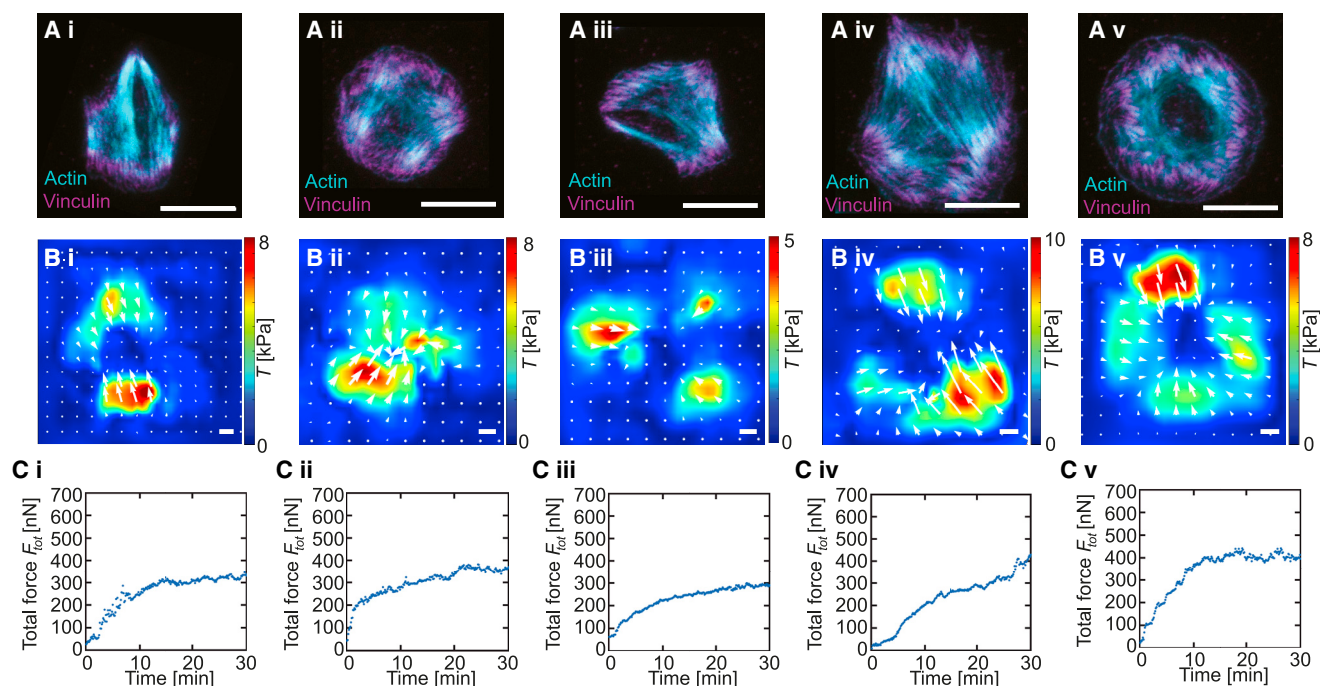 A i
Actin
Vinculin
A ii
Actin
Vinculin
A iii
Actin
Vinculin
A iv
Actin
Vinculin
A v
Actin
Vinculin
B i
8
T [kPa]
0
B ii
8
T [kPa]
0
B iii
5
T [kPa]
0
B iv
10
T [kPa]
0
B v
8
T [kPa]
0
C i
700
600
500
400
300
200
100
0
Total force F_tot [nN]
0 10 20 30
Time [min]
C ii
700
600
500
400
300
200
100
0
Total force F_tot [nN]
0 10 20 30
Time [min]
C iii
700
600
500
400
300
200
100
0
Total force F_tot [nN]
0 10 20 30
Time [min]
C iv
700
600
500
400
300
200
100
0
Total force F_tot [nN]
0 10 20 30
Time [min]
C v
700
600
500
400
300
200
100
0
Total force F_tot [nN]
0 10 20 30
Time [min]